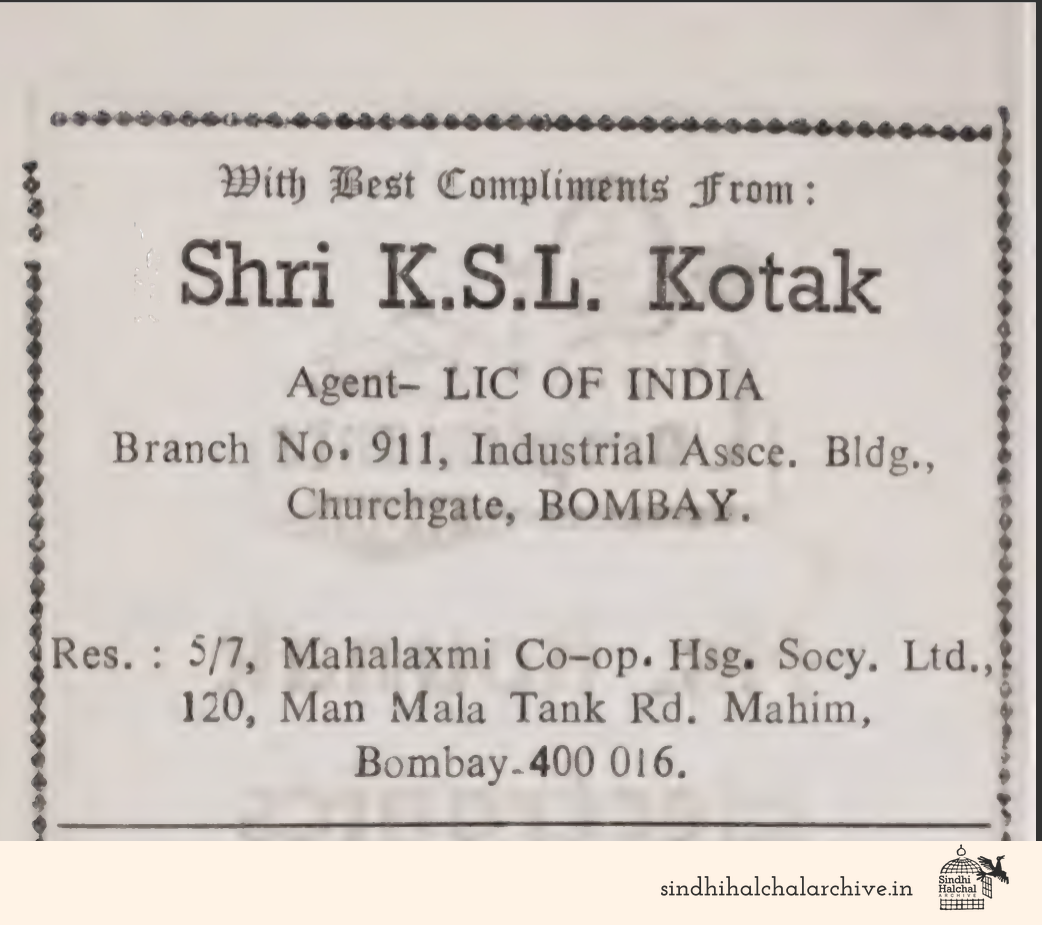 With Best Compliments From :
Shri K.S.L. Kotak
Agent– LIC OF INDIA
Branch No. 911, Industrial Assce. Bldg.,
Churchgate, BOMBAY.
Res. : 5/7, Mahalaxmi Co–op. Hsg. Socy. Ltd.,
120, Man Mala Tank Rd. Mahim,
Bombay-400 016.
sindhihalchalarchive.in
Sindhi
Halchal
ARCHIVE